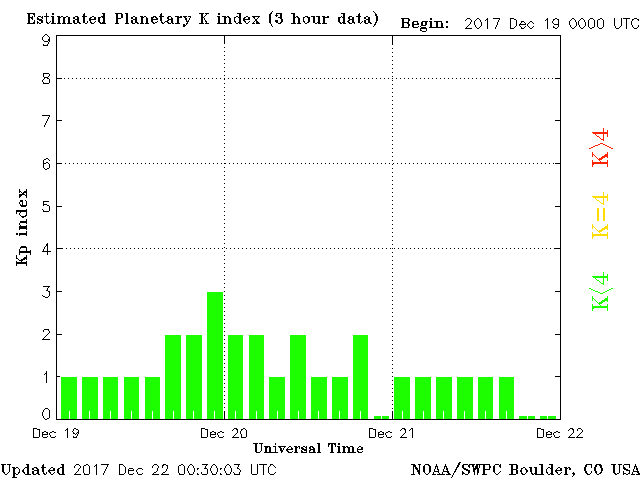 Estimated Planetary K index (3 hour data) Begin: 2017 Dec 19 0000 UTC
9
8
7
6
5
4
3
2
1
0
Kp index
K>4
K=4
K<4
Dec 19 Dec 20 Dec 21 Dec 22
Universal Time
Updated 2017 Dec 22 00:30:03 UTC NOAA/SWPC Boulder, CO USA